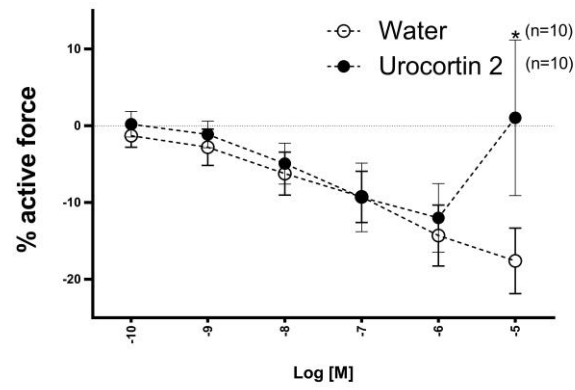 * (n=10)
Water
Urocortin 2 (n=10)
% active force
10
0
-10
-20
-10 -9 -8 -7 -6 -5
Log [M]